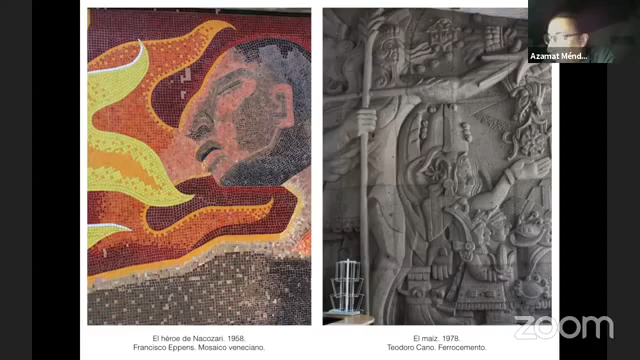 Azamat Ménd...
El héroe de Nacozari. 1958.
Francisco Eppens. Mosaico veneciano.
El maíz. 1978.
Teodoro Cano. Ferrocemento.
zoom